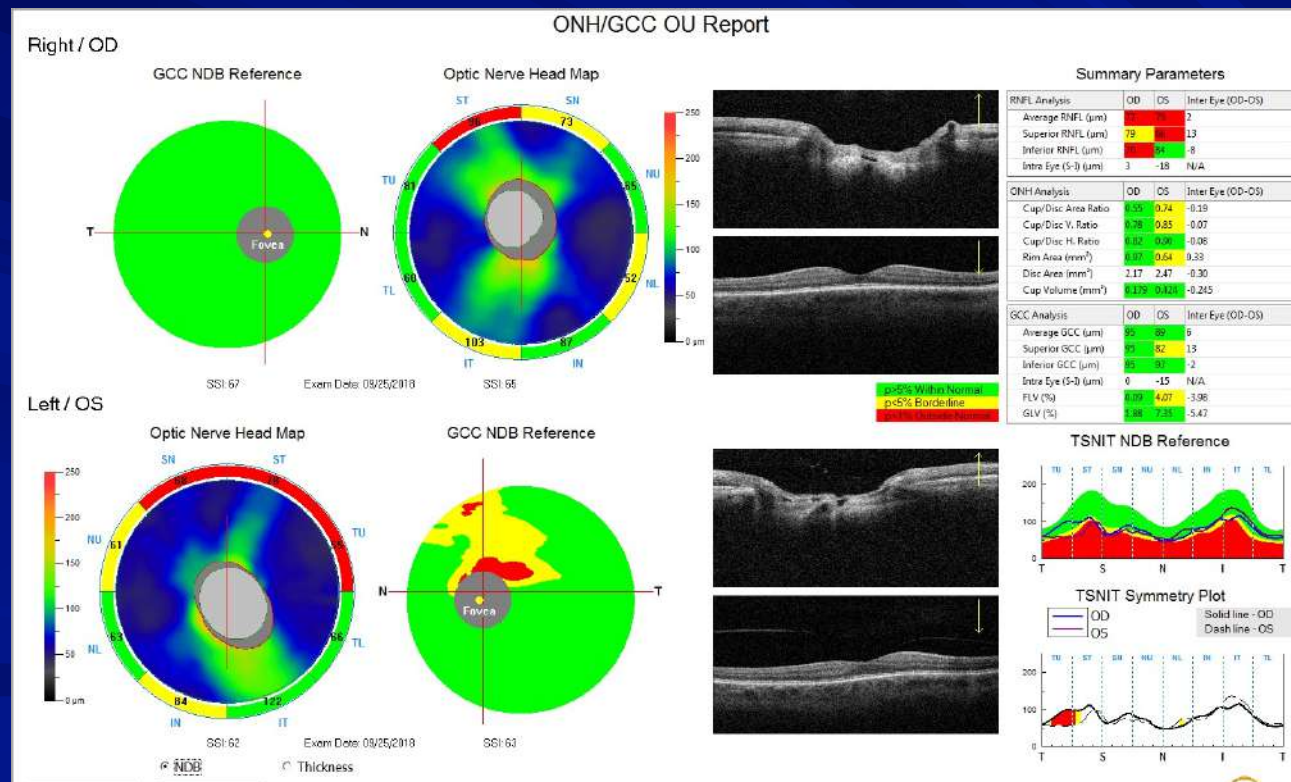 ONH/GCC OU Report
Right / OD
GCC NDB Reference
Optic Nerve Head Map
T
N
Fovea
ST
SN
TU
NU
TL
NL
IT
IN
73
81
65
60
52
103
87
250
200
150
100
50
0 µm
SSI: 67
Exam Date: 09/25/2018
SSI: 65
p>5% Within Normal
p<5% Borderline
p<1% Outside Normal
Summary Parameters
RNFL Analysis OD OS Inter Eye (OD-OS)
Average RNFL (µm) 2
Superior RNFL (µm) 79 13
Inferior RNFL (µm) 84 -8
Intra Eye (S-I) (µm) 3 -18 N/A
ONH Analysis OD OS Inter Eye (OD-OS)
Cup/Disc Area Ratio 0.55 0.74 -0.19
Cup/Disc V. Ratio 0.78 0.85 -0.07
Cup/Disc H. Ratio 0.82 0.90 -0.08
Rim Area (mm²) 0.97 0.64 0.33
Disc Area (mm²) 2.17 2.47 -0.30
Cup Volume (mm³) 0.179 0.424 -0.245
GCC Analysis OD OS Inter Eye (OD-OS)
Average GCC (µm) 95 89 6
Superior GCC (µm) 95 82 13
Inferior GCC (µm) 95 97 -2
Intra Eye (S-I) (µm) 0 -15 N/A
FLV (%) 0.09 4.07 -3.98
GLV (%) 1.88 7.35 -5.47
Left / OS
Optic Nerve Head Map
GCC NDB Reference
250
200
150
100
50
0 µm
SN
ST
NU
TU
NL
TL
IN
IT
61
63
66
84
122
N
T
Fovea
SSI: 62
Exam Date: 09/25/2018
SSI: 63
NDB
Thickness
TSNIT NDB Reference
TU ST SN NU NL IN IT TL
200
100
0
T S N I T
TSNIT Symmetry Plot
OD
OS
Solid line - OD
Dash line - OS
TU ST SN NU NL IN IT TL
200
100
0
T S N I T